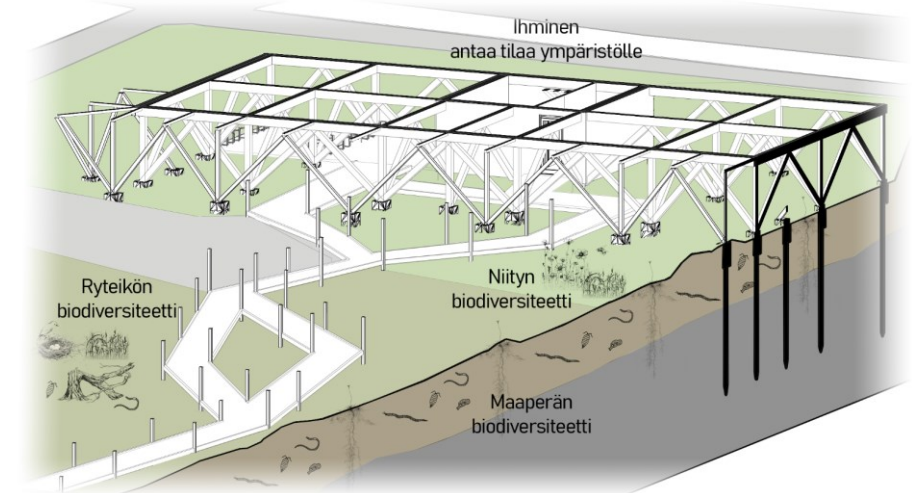 Ihminen
antaa tilaa ympäristölle
Niityn
biodiversiteetti
Ryteikön
biodiversiteetti
Maaperän
biodiversiteetti